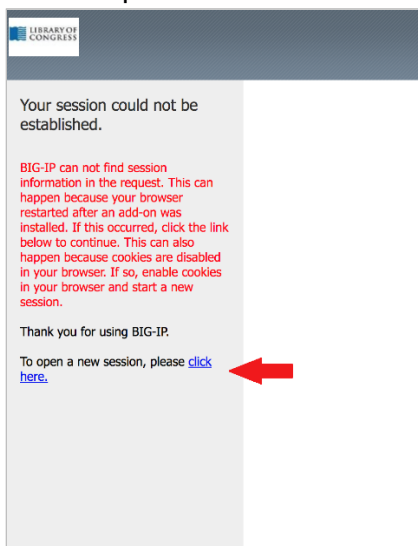 LIBRARY OF
CONGRESS
Your session could not be
established.
BIG-IP can not find session
information in the request. This can
happen because your browser
restarted after an add-on was
installed. If this occurred, click the link
below to continue. This can also
happen because cookies are disabled
in your browser. If so, enable cookies
in your browser and start a new
session.
Thank you for using BIG-IP.
To open a new session, please click
here.